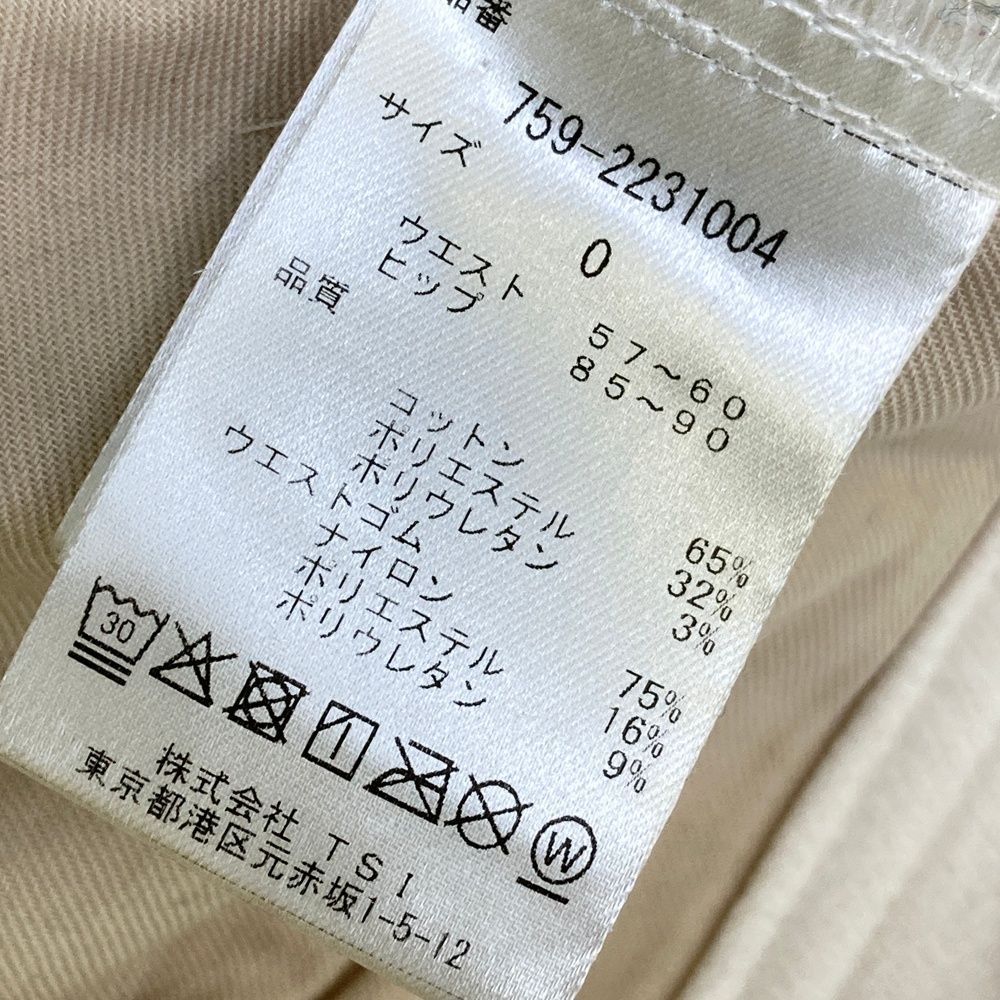 品番
759-2231004
サイズ
0
ウエスト 57～60
ヒップ 85～90
品質
コットン 65%
ポリエステル 32%
ポリウレタン 3%
ウエストゴム
ナイロン 75%
ポリエステル 16%
ポリウレタン 9%
30
W
株式会社 TSI
東京都港区元赤坂1-5-12